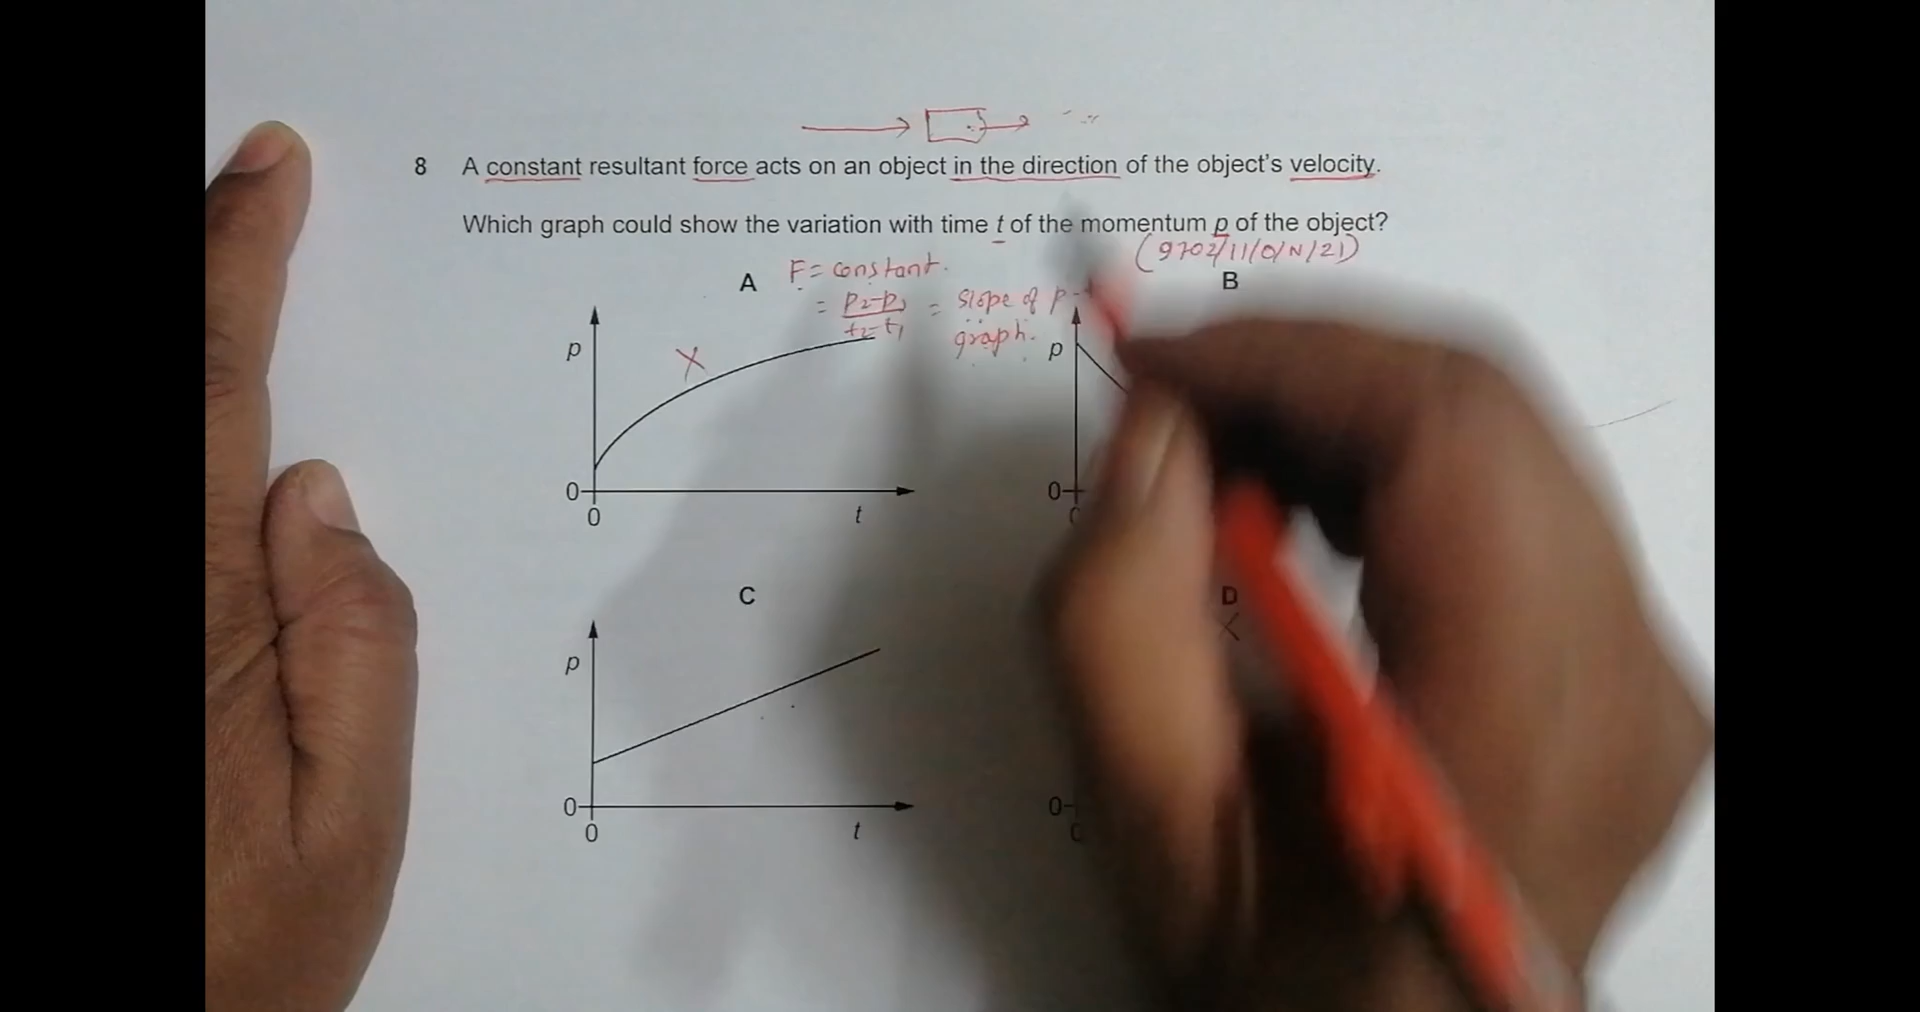 8 A constant resultant force acts on an object in the direction of the object's velocity.
Which graph could show the variation with time t of the momentum p of the object?
(9702/11/O/N/21)
A F = constant. B
= p₂-p₁ / t₂-t₁ = slope of p-t
graph.
p
p
0
0
0
t
C D
X
p
0
0
0
t